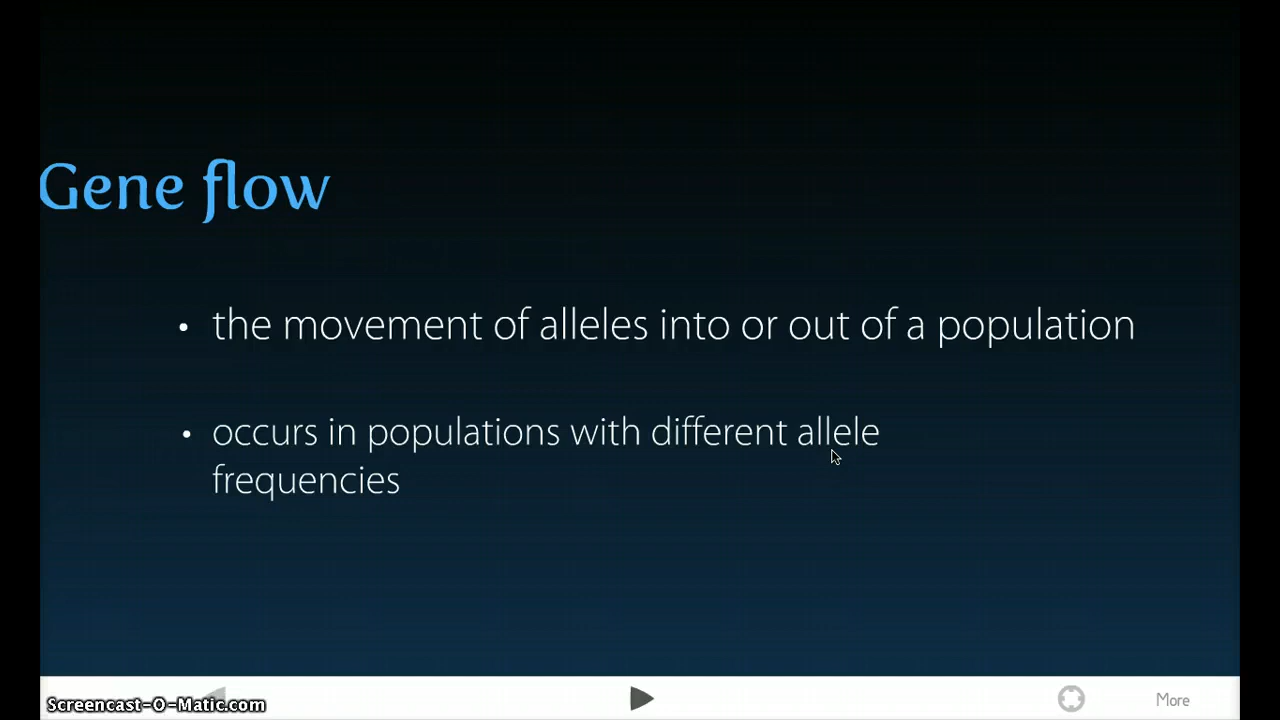 Gene flow
• the movement of alleles into or out of a population
• occurs in populations with different allele
frequencies
Screencast-O-Matic.com
More